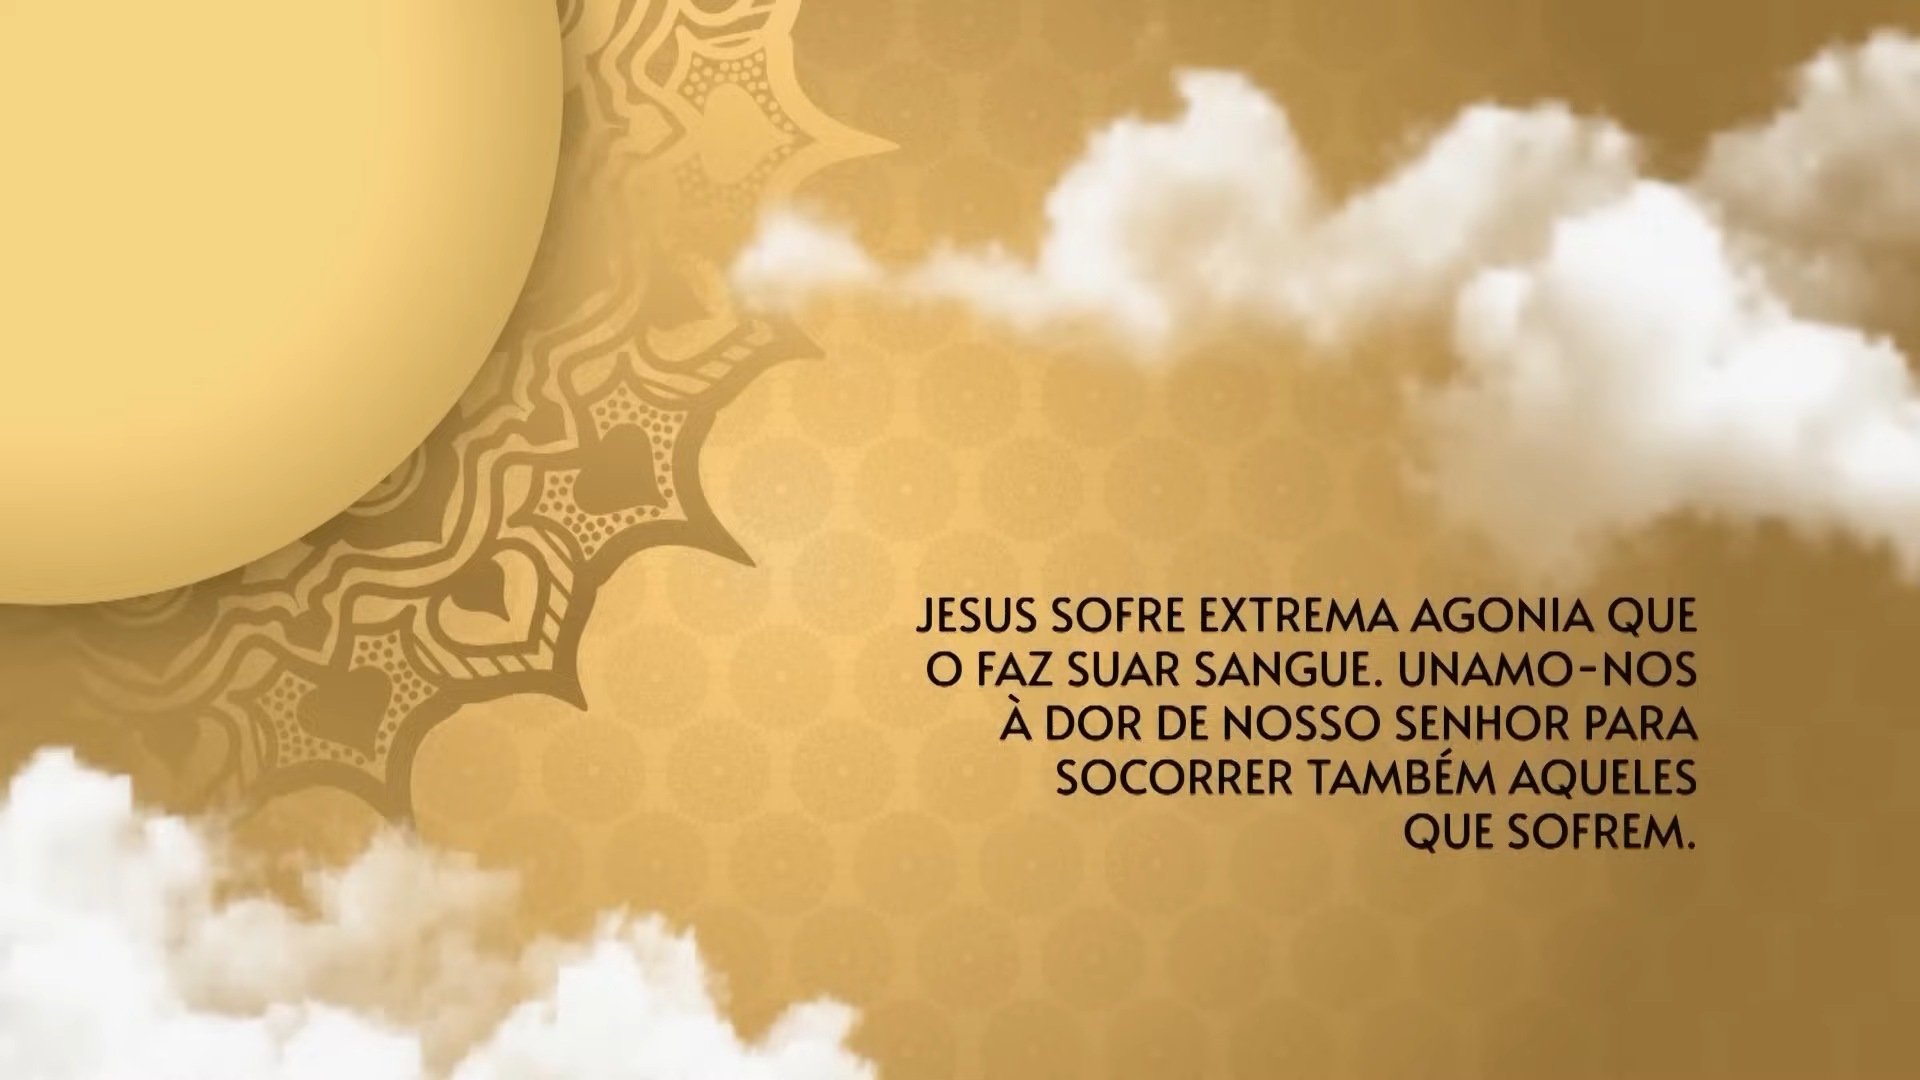 JESUS SOFRE EXTREMA AGONIA QUE
O FAZ SUAR SANGUE. UNAMO-NOS
À DOR DE NOSSO SENHOR PARA
SOCORRER TAMBÉM AQUELES
QUE SOFREM.